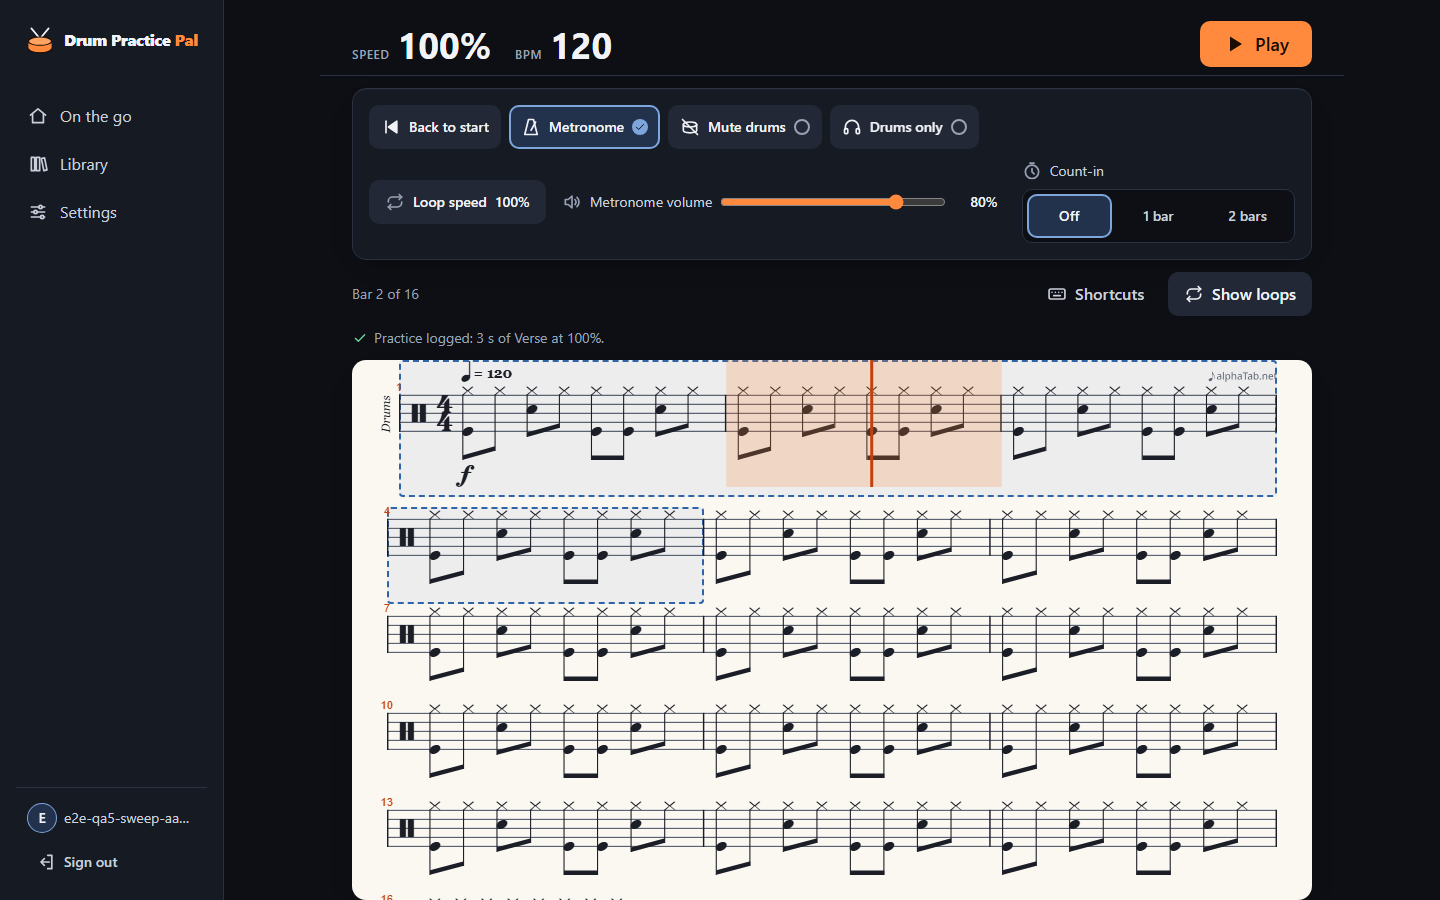 Drum Practice Pal
On the go
Library
Settings
e2e-qa5-sweep-aa...
Sign out
SPEED 100% BPM 120
Play
Back to start
Metronome
Mute drums
Drums only
Loop speed 100%
Metronome volume
80%
Count-in
Off
1 bar
2 bars
Bar 2 of 16
Shortcuts
Show loops
Practice logged: 3 s of Verse at 100%.
= 120
alphaTab.net
1
Drums
4
4
f
4
7
10
13
16